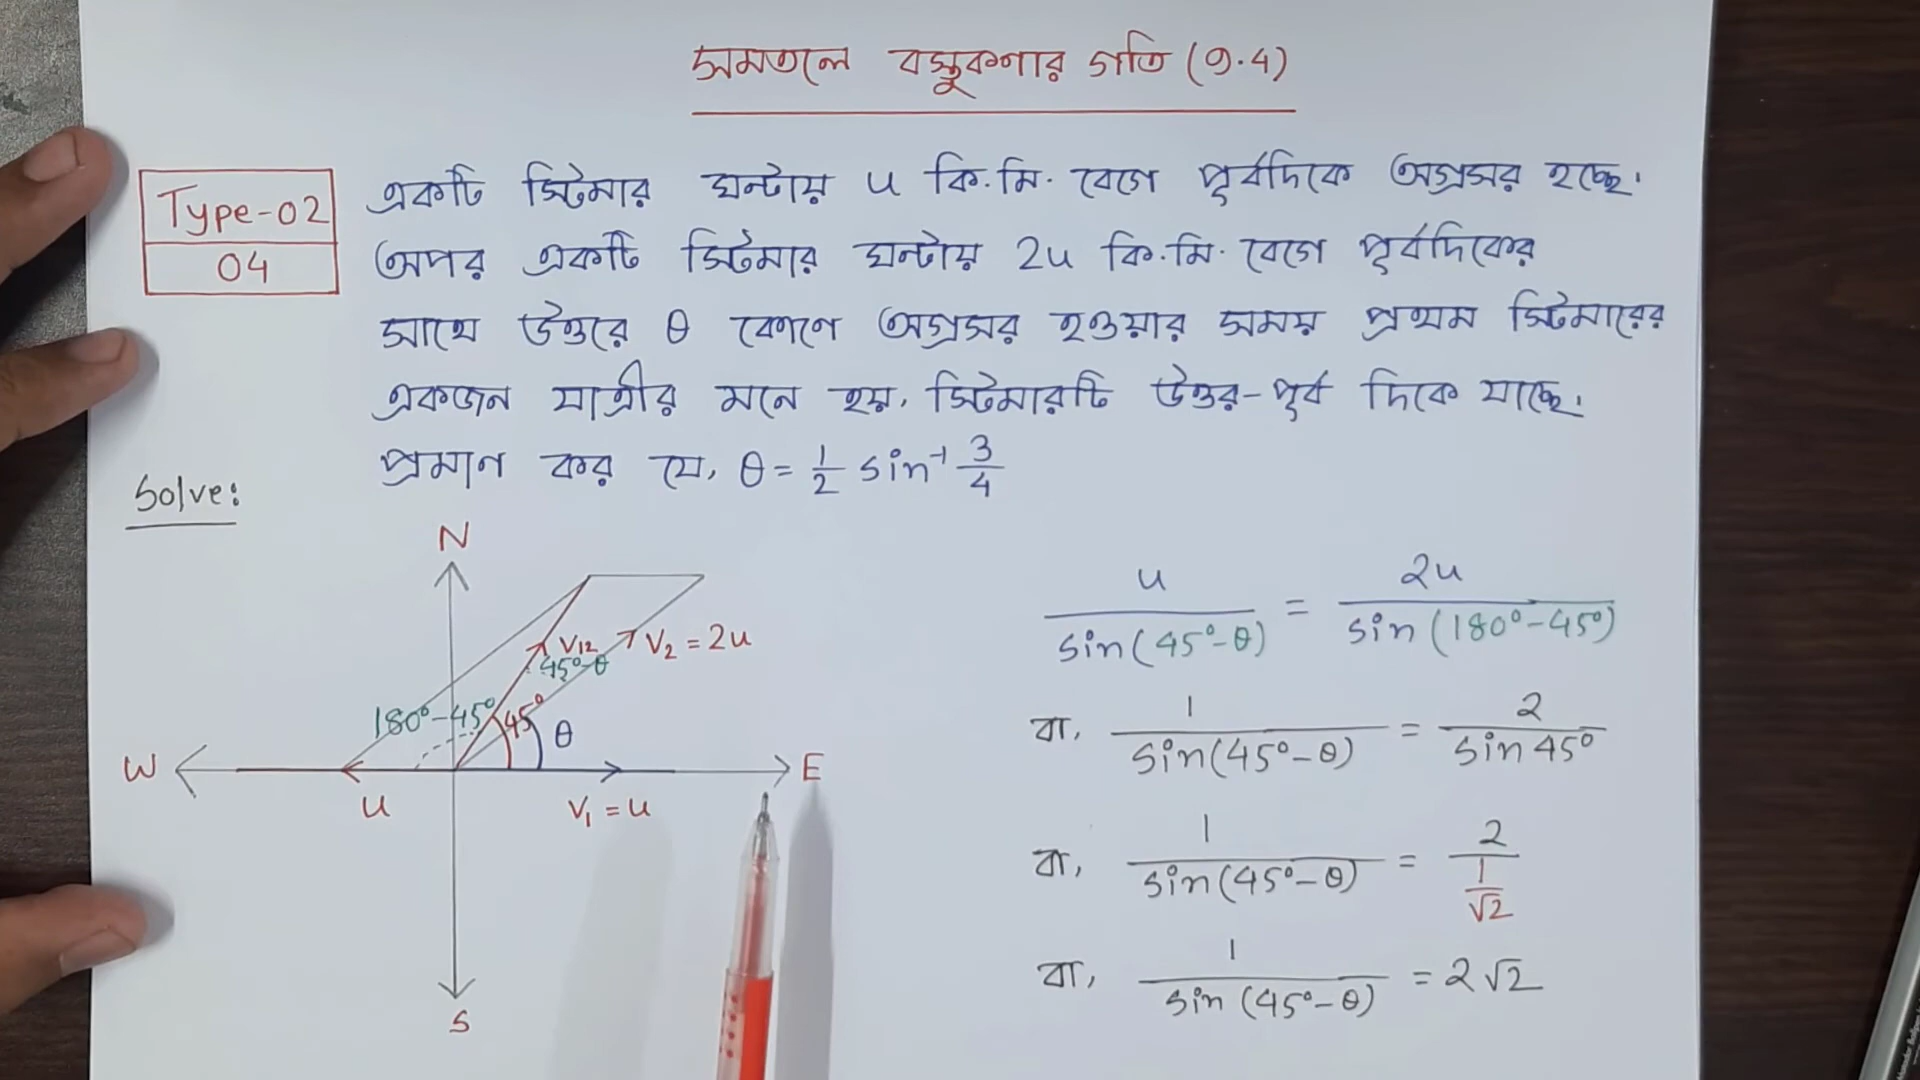 সমতলে বস্তুকণার গতি (৩.4)
Type-02
04
একটি স্টিমার ঘন্টায় u কি.মি. বেগে পূর্বদিকে অগ্রসর হচ্ছে।
অপর একটি স্টিমার ঘন্টায় 2u কি.মি. বেগে পূর্বদিকের
সাথে উত্তরে θ কোণে অগ্রসর হওয়ার সময় প্রথম স্টিমারের
একজন যাত্রীর মনে হয়, স্টিমারটি উত্তর-পূর্ব দিকে যাচ্ছে।
প্রমাণ কর যে, θ = 1/2 sin⁻¹ 3/4
Solve:
N
V₁₂
V₂ = 2u
45°-θ
180°-45°
45°
θ
W
E
u
V₁ = u
S
u / sin(45°-θ) = 2u / sin(180°-45°)
বা, 1 / sin(45°-θ) = 2 / sin 45°
বা, 1 / sin(45°-θ) = 2 / (1/√2)
বা, 1 / sin(45°-θ) = 2√2